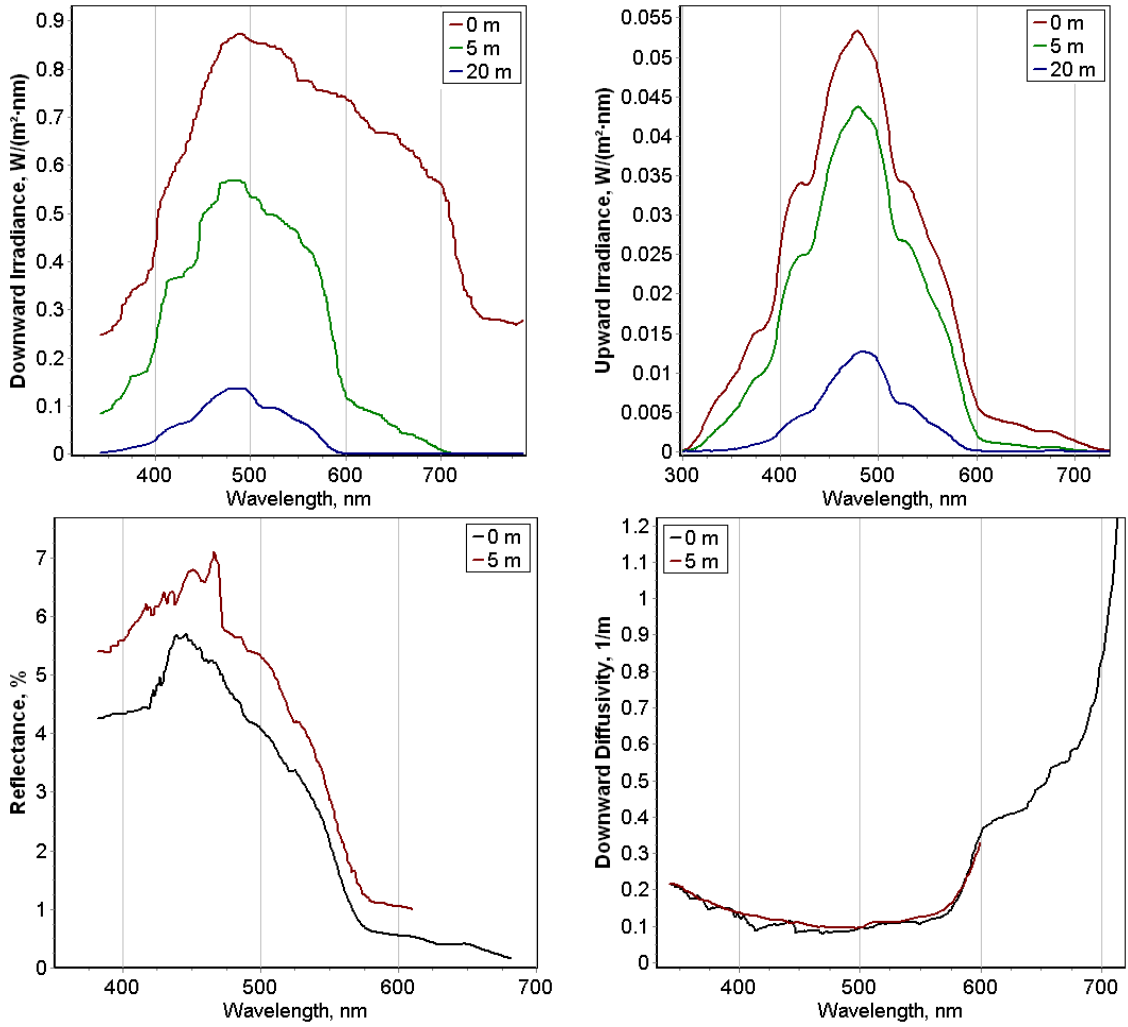 Downward Irradiance, W/(m²·nm)
0.9
0.8
0.7
0.6
0.5
0.4
0.3
0.2
0.1
0
0 m
5 m
20 m
400 500 600 700
Wavelength, nm
Upward Irradiance, W/(m²·nm)
0.055
0.05
0.045
0.04
0.035
0.03
0.025
0.02
0.015
0.01
0.005
0
0 m
5 m
20 m
300 400 500 600 700
Wavelength, nm
Reflectance, %
7
6
5
4
3
2
1
0
0 m
5 m
400 500 600 700
Wavelength, nm
Downward Diffusivity, 1/m
1.2
1.1
1
0.9
0.8
0.7
0.6
0.5
0.4
0.3
0.2
0.1
0
0 m
5 m
400 500 600 700
Wavelength, nm